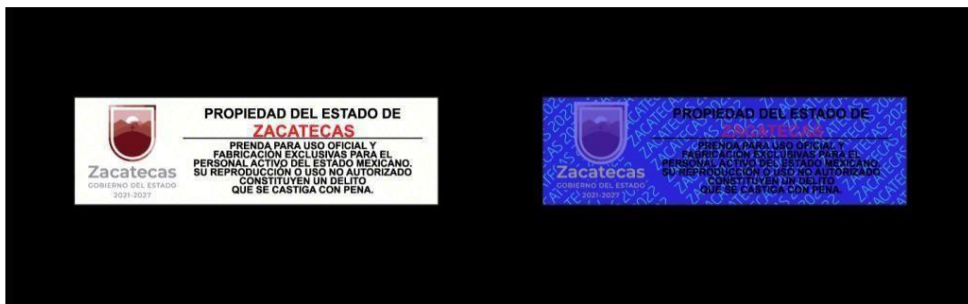 PROPIEDAD DEL ESTADO DE
ZACATECAS
PRENDA PARA USO OFICIAL Y
FABRICACIÓN EXCLUSIVAS PARA EL
PERSONAL ACTIVO DEL ESTADO MEXICANO.
SU REPRODUCCIÓN O USO NO AUTORIZADO
CONSTITUYEN UN DELITO
QUE SE CASTIGA CON PENA.
Zacatecas
GOBIERNO DEL ESTADO
2021-2027
PROPIEDAD DEL ESTADO DE
ZACATECAS
PRENDA PARA USO OFICIAL Y
FABRICACIÓN EXCLUSIVAS PARA EL
PERSONAL ACTIVO DEL ESTADO MEXICANO.
SU REPRODUCCIÓN O USO NO AUTORIZADO
CONSTITUYEN UN DELITO
QUE SE CASTIGA CON PENA.
Zacatecas
GOBIERNO DEL ESTADO
2021-2027
ZACATECAS 2022